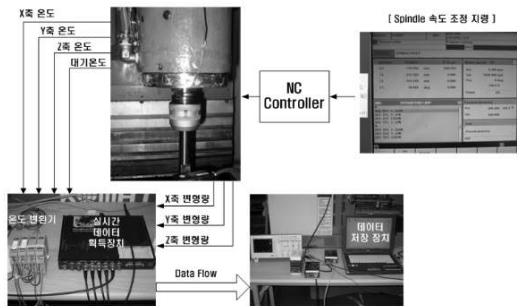 X축 온도
Y축 온도
Z축 온도
대기온도
[ Spindle 속도 조정 지령 ]
NC
Controller
X축 변형량
Y축 변형량
Z축 변형량
온도 변환기
실시간
데이터
획득장치
데이터
저장 장치
Data Flow